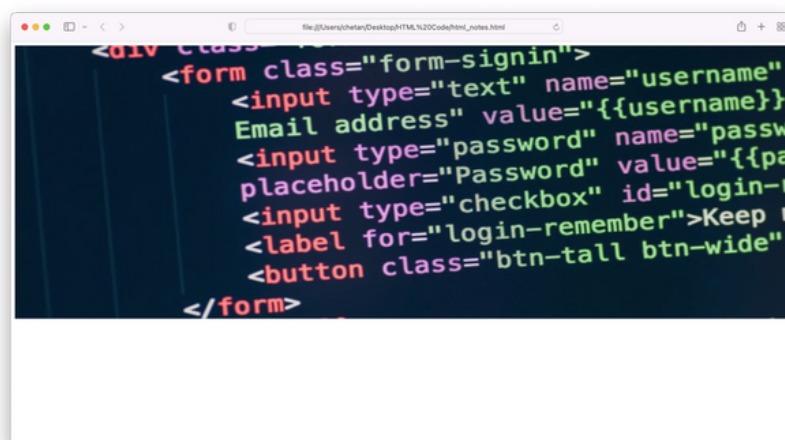 file:///Users/chetan/Desktop/HTML%20Code/html_notes.html
<div class=
<form class="form-signin">
<input type="text" name="username"
Email address" value="{{username}}
<input type="password" name="passw
placeholder="Password" value="{{pa
<input type="checkbox" id="login-
<label for="login-remember">Keep
<button class="btn-tall btn-wide"
</form>